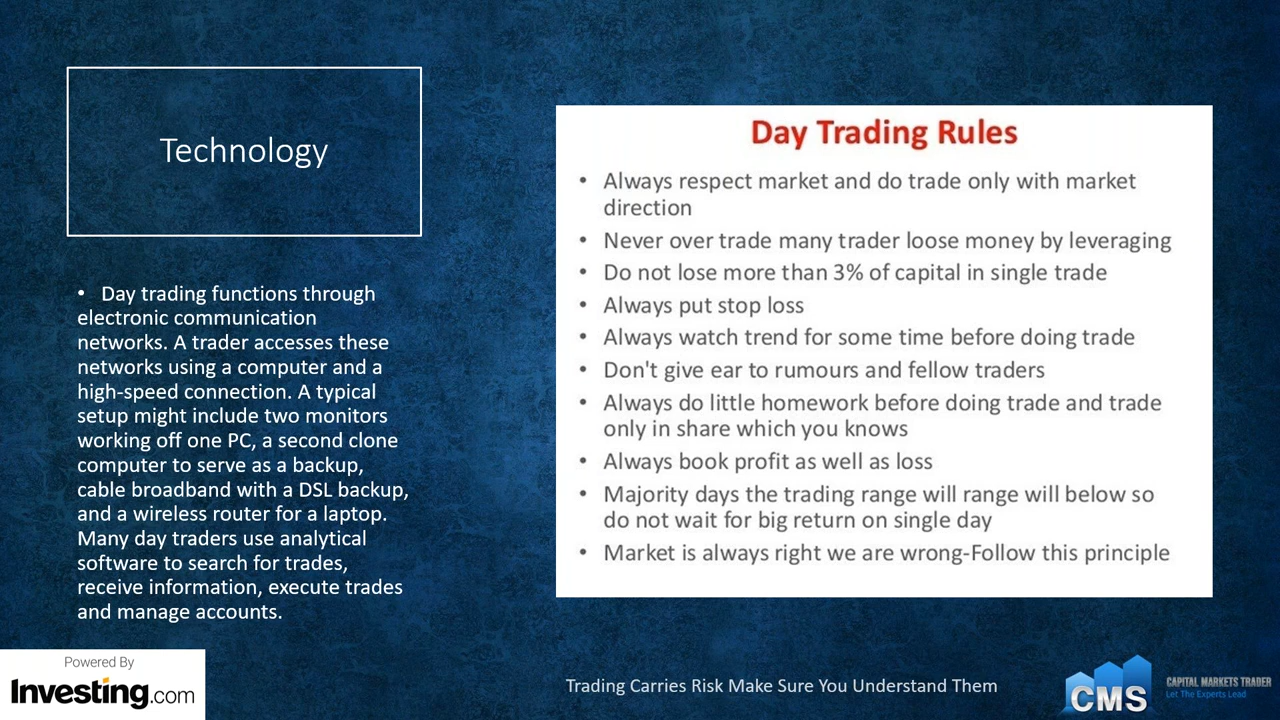 Technology
• Day trading functions through
electronic communication
networks. A trader accesses these
networks using a computer and a
high-speed connection. A typical
setup might include two monitors
working off one PC, a second clone
computer to serve as a backup,
cable broadband with a DSL backup,
and a wireless router for a laptop.
Many day traders use analytical
software to search for trades,
receive information, execute trades
and manage accounts.
Day Trading Rules
• Always respect market and do trade only with market
direction
• Never over trade many trader loose money by leveraging
• Do not lose more than 3% of capital in single trade
• Always put stop loss
• Always watch trend for some time before doing trade
• Don't give ear to rumours and fellow traders
• Always do little homework before doing trade and trade
only in share which you knows
• Always book profit as well as loss
• Majority days the trading range will range will below so
do not wait for big return on single day
• Market is always right we are wrong-Follow this principle
Powered By
Investing.com
Trading Carries Risk Make Sure You Understand Them
CMS
CAPITAL MARKETS TRADER
Let The Experts Lead